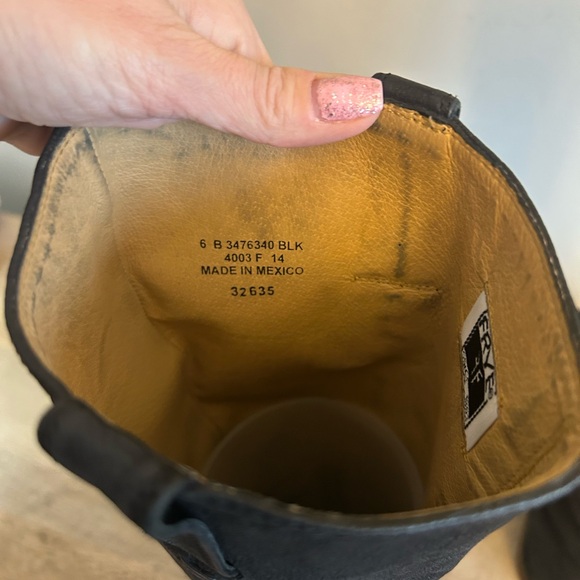 6 B 3476340 BLK
4003 F 14
MADE IN MEXICO
32635
FRYE